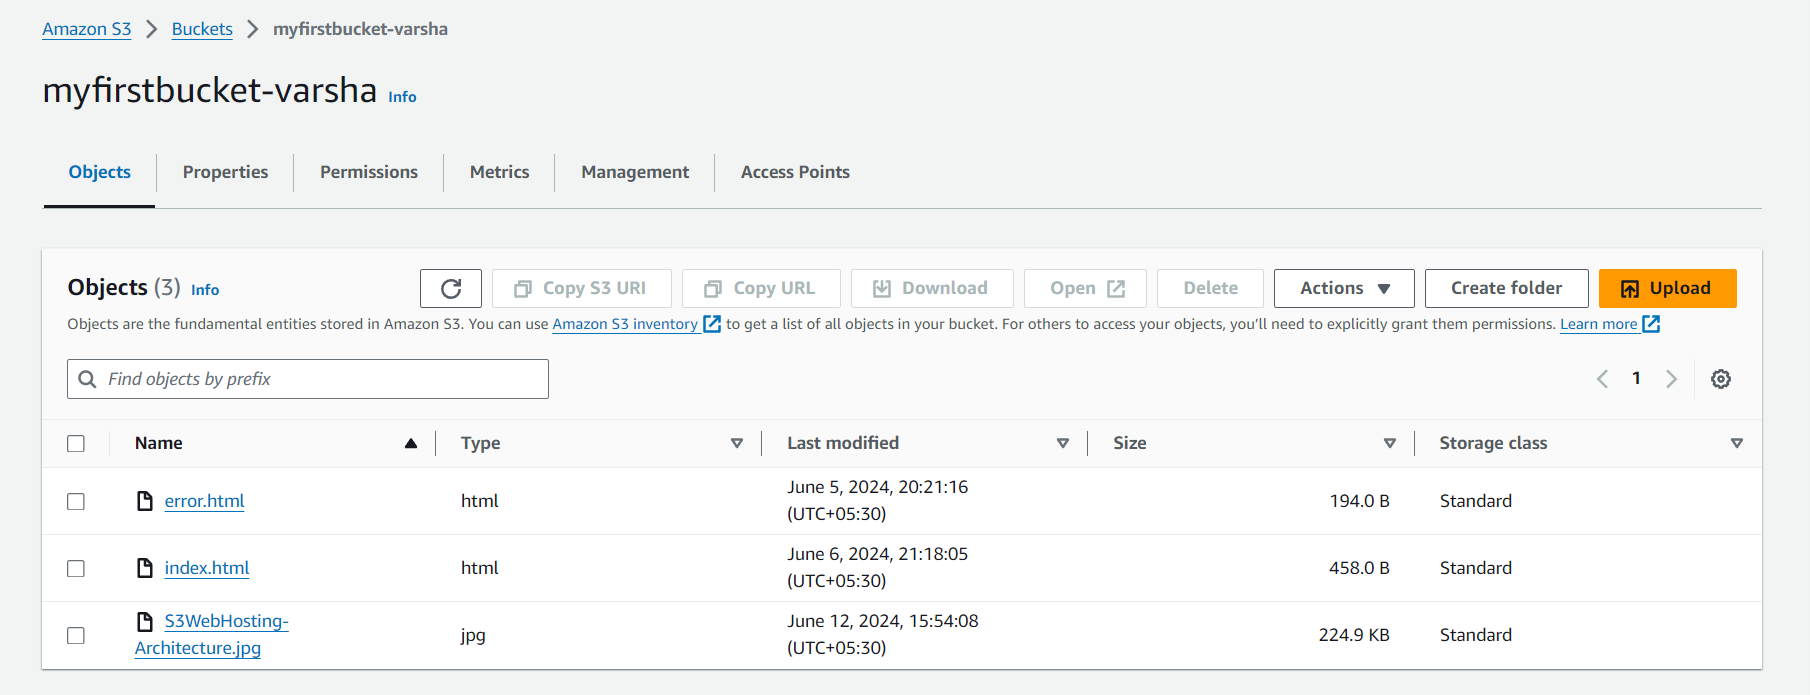 Amazon S3 > Buckets > myfirstbucket-varsha
myfirstbucket-varsha Info
Objects Properties Permissions Metrics Management Access Points
Objects (3) Info Copy S3 URI Copy URL Download Open Delete Actions Create folder Upload
Objects are the fundamental entities stored in Amazon S3. You can use Amazon S3 inventory to get a list of all objects in your bucket. For others to access your objects, you’ll need to explicitly grant them permissions. Learn more
Find objects by prefix 1
Name Type Last modified Size Storage class
error.html html June 5, 2024, 20:21:16 (UTC+05:30) 194.0 B Standard
index.html html June 6, 2024, 21:18:05 (UTC+05:30) 458.0 B Standard
S3WebHosting-Architecture.jpg jpg June 12, 2024, 15:54:08 (UTC+05:30) 224.9 KB Standard